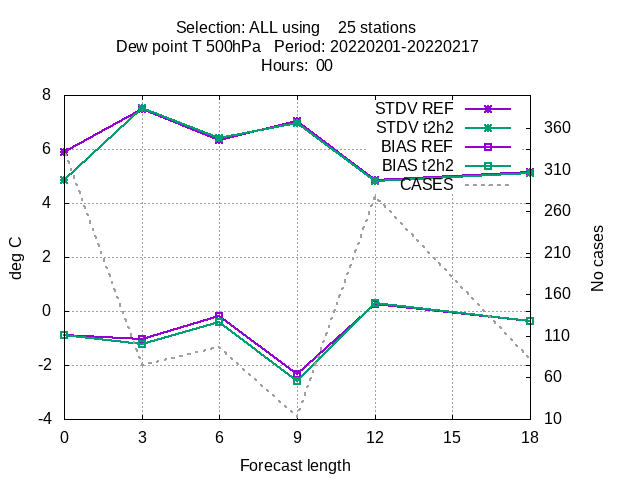 Selection: ALL using    25 stations
Dew point T 500hPa   Period: 20220201-20220217
Hours:  00
STDV REF
STDV t2h2
BIAS REF
BIAS t2h2
CASES
8
6
4
2
0
-2
-4
deg C
360
310
260
210
160
110
60
10
No cases
0 3 6 9 12 15 18
Forecast length